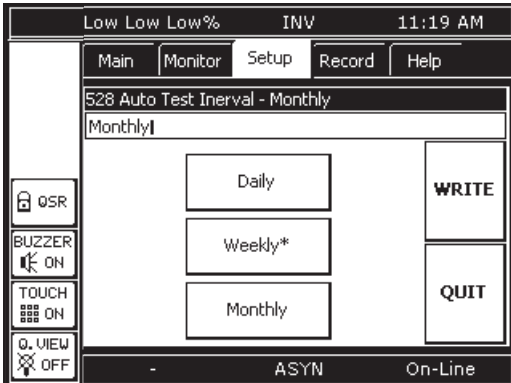 Low Low Low% INV 11:19 AM
Main Monitor Setup Record Help
528 Auto Test Inerval - Monthly
Monthly
Daily
Weekly*
Monthly
WRITE
QUIT
QSR
BUZZER
ON
TOUCH
ON
Q. VIEW
OFF
- ASYN On-Line